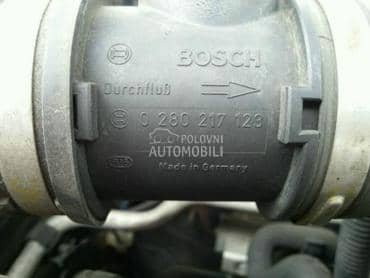 BOSCH
Durchfluß
0 280 217 123
POLOVNI
AUTOMOBILI
Made in Germany